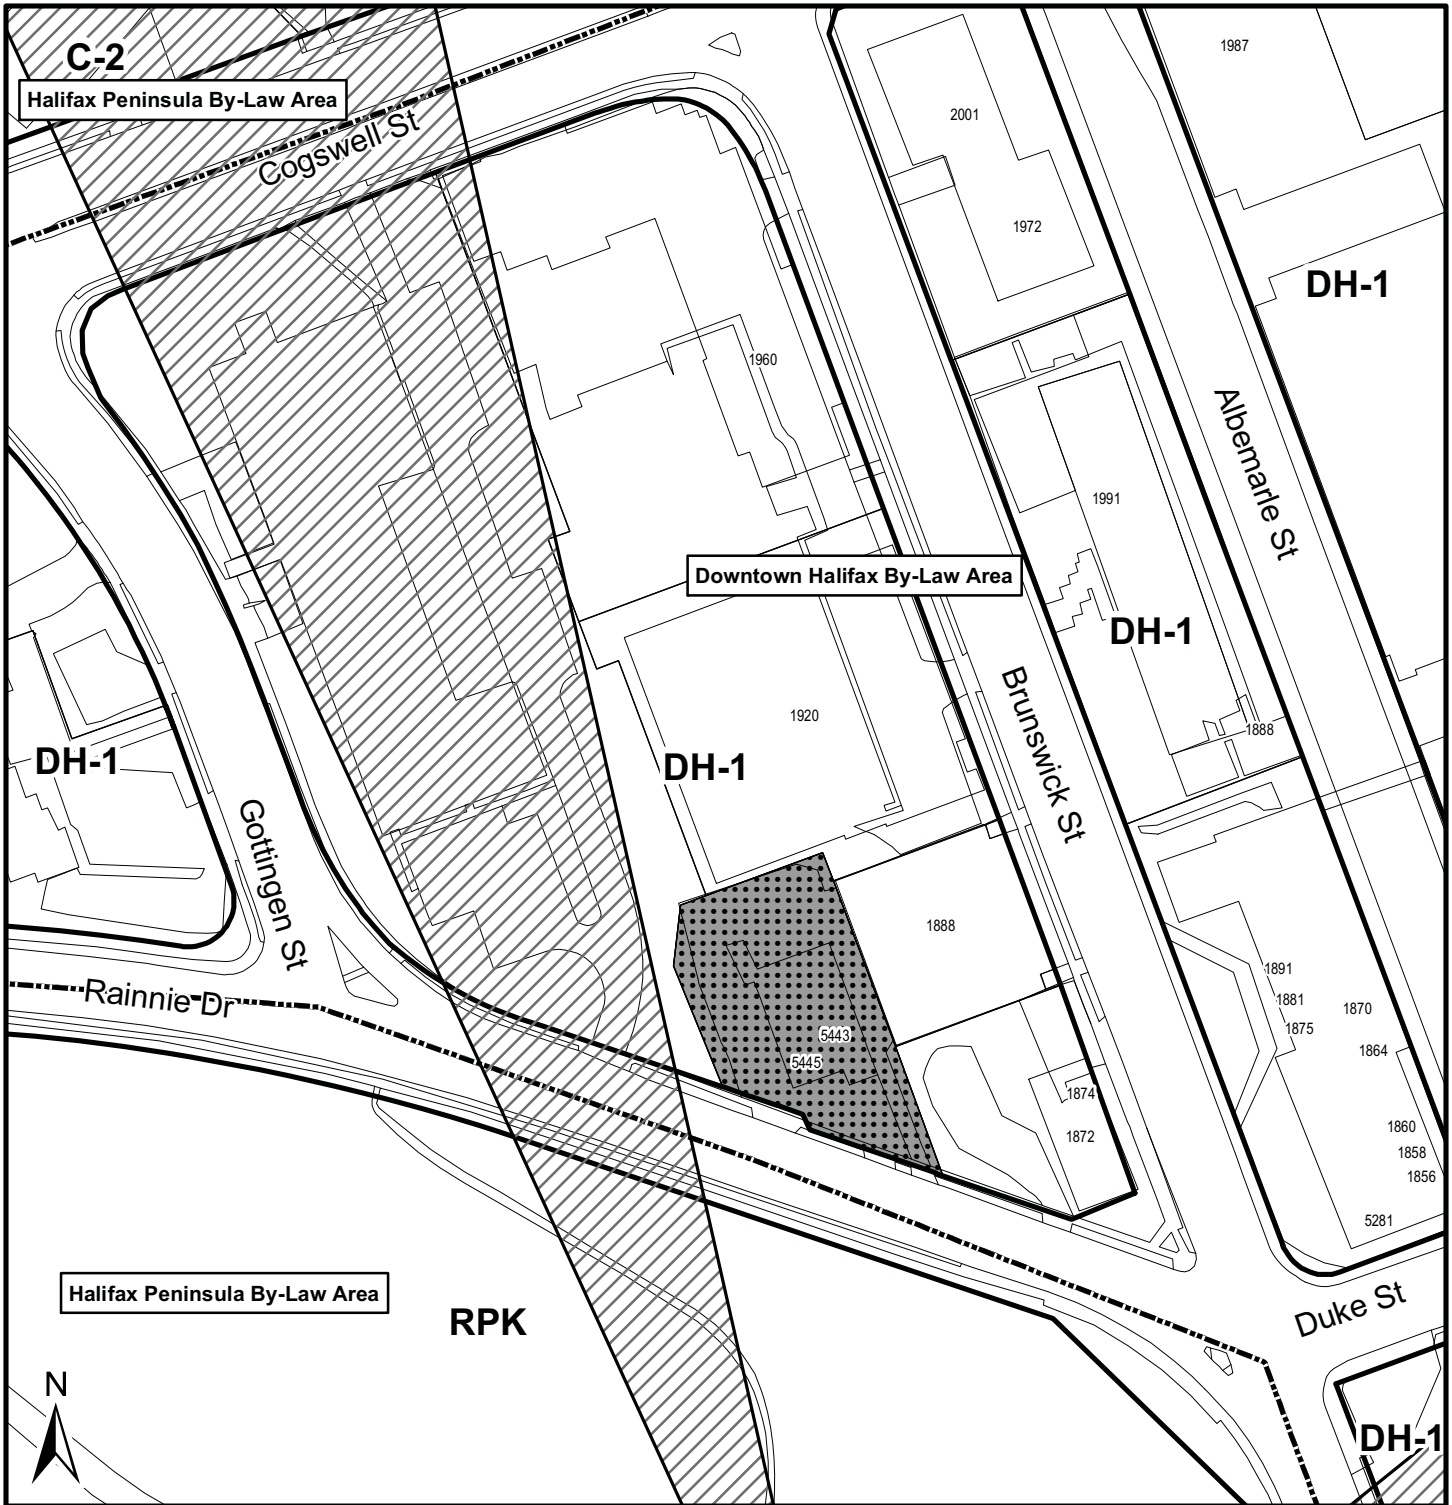 C-2
Halifax Peninsula By-Law Area
Cogswell St
1987
2001
1972
DH-1
1960
Albemarle St
1991
Downtown Halifax By-Law Area
DH-1
1920
Brunswick St
1888
DH-1
DH-1
Gottingen St
1888
1891
1881
1875
1870
1864
Rainnie Dr
5443
5445
1874
1872
1860
1858
1856
5281
Halifax Peninsula By-Law Area
RPK
Duke St
N
DH-1